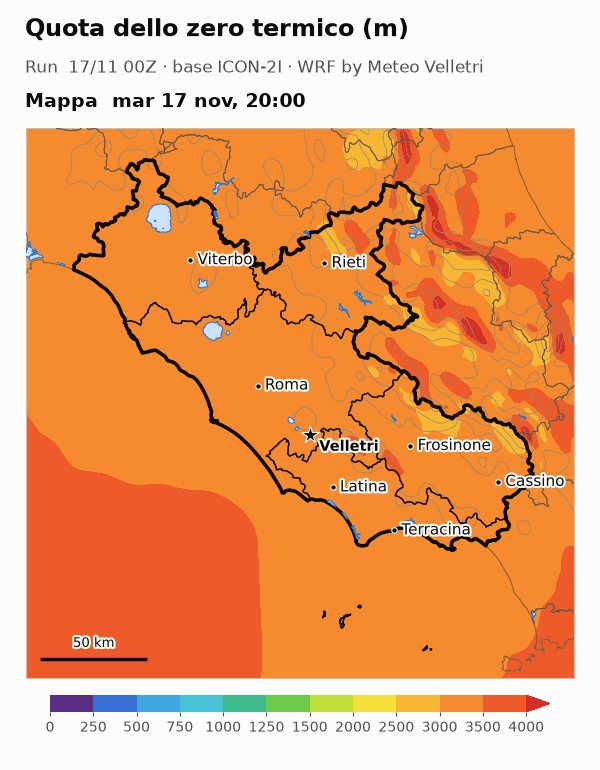 Quota dello zero termico (m)
Run 17/11 00Z · base ICON-2I · WRF by Meteo Velletri
Mappa mar 17 nov, 20:00
Viterbo
Rieti
Roma
Velletri
Frosinone
Latina
Cassino
Terracina
50 km
0 250 500 750 1000 1250 1500 2000 2500 3000 3500 4000